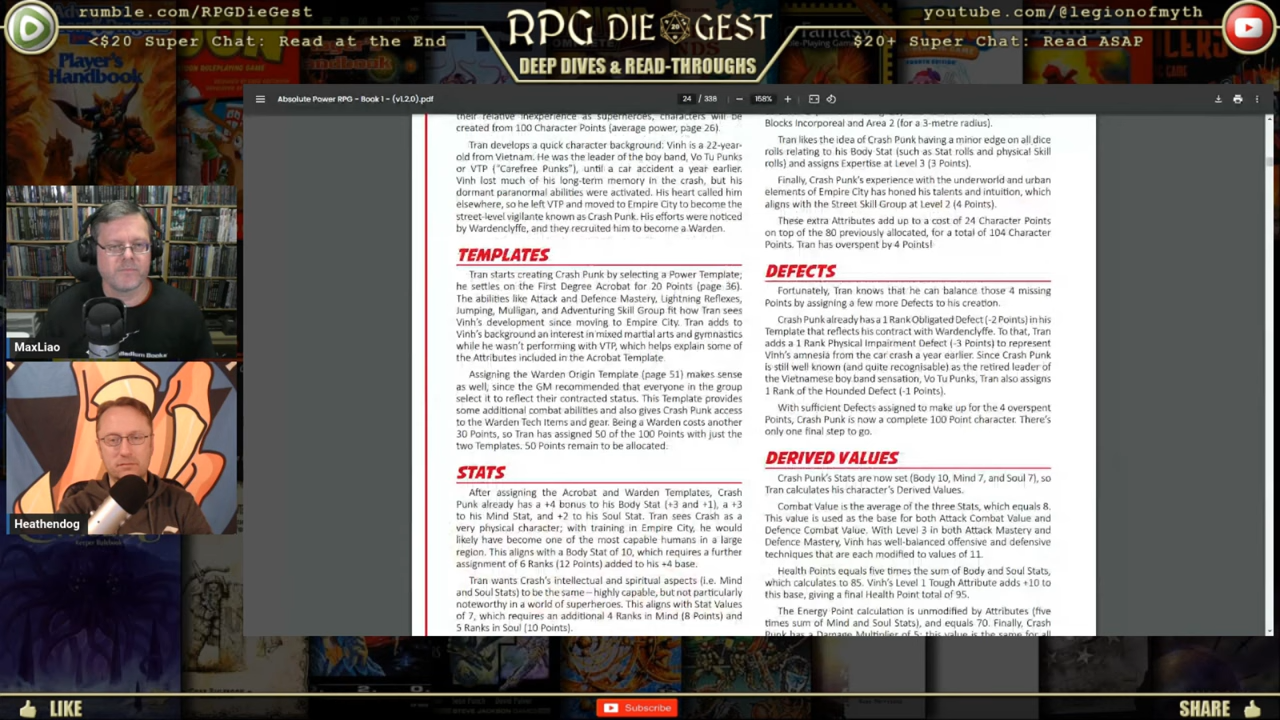 rumble.com/RPGDieGest
<$20 Super Chat: Read at the End
RPG DIE GEST
DEEP DIVES & READ-THROUGHS
youtube.com/@legionofmyth
$20+ Super Chat: Read ASAP
Player's
Handbook
Absolute Power RPG - Book 1 - (v1.2.0).pdf
24 / 338
158%
their relative inexperience as superheroes, characters will be
created from 100 Character Points (average power, page 26).
Tran develops a quick character background: Vinh is a 22-year-
old from Vietnam. He was the leader of the boy band, Vo Tu Punks
or VTP ("Carefree Punks"), until a car accident a year earlier.
Vinh lost much of his long-term memory in the crash, but his
dormant paranormal abilities were activated. His heart called him
elsewhere, so he left VTP and moved to Empire City to become the
street-level vigilante known as Crash Punk. His efforts were noticed
by Wardenclyffe, and they recruited him to become a Warden.
TEMPLATES
Tran starts creating Crash Punk by selecting a Power Template;
he settles on the First Degree Acrobat for 20 Points (page 36).
The abilities like Attack and Defence Mastery, Lightning Reflexes,
Jumping, Mulligan, and Adventuring Skill Group fit how Tran sees
Vinh's development since moving to Empire City. Tran adds to
Vinh's background an interest in mixed martial arts and gymnastics
while he wasn't performing with VTP, which helps explain some of
the Attributes included in the Acrobat Template.
Assigning the Warden Origin Template (page 51) makes sense
as well, since the GM recommended that everyone in the group
select it to reflect their contracted status. This Template provides
some additional combat abilities and also gives Crash Punk access
to the Warden Tech Items and gear. Being a Warden costs another
30 Points, so Tran has assigned 50 of the 100 Points with just the
two Templates. 50 Points remain to be allocated.
STATS
After assigning the Acrobat and Warden Templates, Crash
Punk already has a +4 bonus to his Body Stat (+3 and +1), a +3
to his Mind Stat, and +2 to his Soul Stat. Tran sees Crash as a
very physical character; with training in Empire City, he would
likely have become one of the most capable humans in a large
region. This aligns with a Body Stat of 10, which requires a further
assignment of 6 Ranks (12 Points) added to his +4 base.
Tran wants Crash's intellectual and spiritual aspects (i.e. Mind
and Soul Stats) to be the same—highly capable, but not particularly
noteworthy in a world of superheroes. This aligns with Stat Values
of 7, which requires an additional 4 Ranks in Mind (8 Points) and
5 Ranks in Soul (10 Points).
Blocks Incorporeal and Area 2 (for a 3-metre radius).
Tran likes the idea of Crash Punk having a minor edge on all dice
rolls relating to his Body Stat (such as Stat rolls and physical Skill
rolls) and assigns Expertise at Level 3 (3 Points).
Finally, Crash Punk's experience with the underworld and urban
elements of Empire City has honed his talents and intuition, which
aligns with the Street Skill Group at Level 2 (4 Points).
These extra Attributes add up to a cost of 24 Character Points
on top of the 80 previously allocated, for a total of 104 Character
Points. Tran has overspent by 4 Points!
DEFECTS
Fortunately, Tran knows that he can balance those 4 missing
Points by assigning a few more Defects to his creation.
Crash Punk already has a 1 Rank Obligated Defect (-2 Points) in his
Template that reflects his contract with Wardenclyffe. To that, Tran
adds a 1 Rank Physical Impairment Defect (-3 Points) to represent
Vinh's amnesia from the car crash a year earlier. Since Crash Punk
is still well known (and quite recognisable) as the retired leader of
the Vietnamese boy band sensation, Vo Tu Punks, Tran also assigns
1 Rank of the Hounded Defect (-1 Points).
With sufficient Defects assigned to make up for the 4 overspent
Points, Crash Punk is now a complete 100 Point character. There's
only one final step to go.
DERIVED VALUES
Crash Punk's Stats are now set (Body 10, Mind 7, and Soul 7), so
Tran calculates his character's Derived Values.
Combat Value is the average of the three Stats, which equals 8.
This value is used as the base for both Attack Combat Value and
Defence Combat Value. With Level 3 in both Attack Mastery and
Defence Mastery, Vinh has well-balanced offensive and defensive
techniques that are each modified to values of 11.
Health Points equals five times the sum of Body and Soul Stats,
which calculates to 85. Vinh's Level 1 Tough Attribute adds +10 to
this base, giving a final Health Point total of 95.
The Energy Point calculation is unmodified by Attributes (five
times sum of Mind and Soul Stats), and equals 70. Finally, Crash
Punk has a Damage Multiplier of 5; this value is the same for all
MaxLiao
Heathendog
LIKE
Subscribe
SHARE